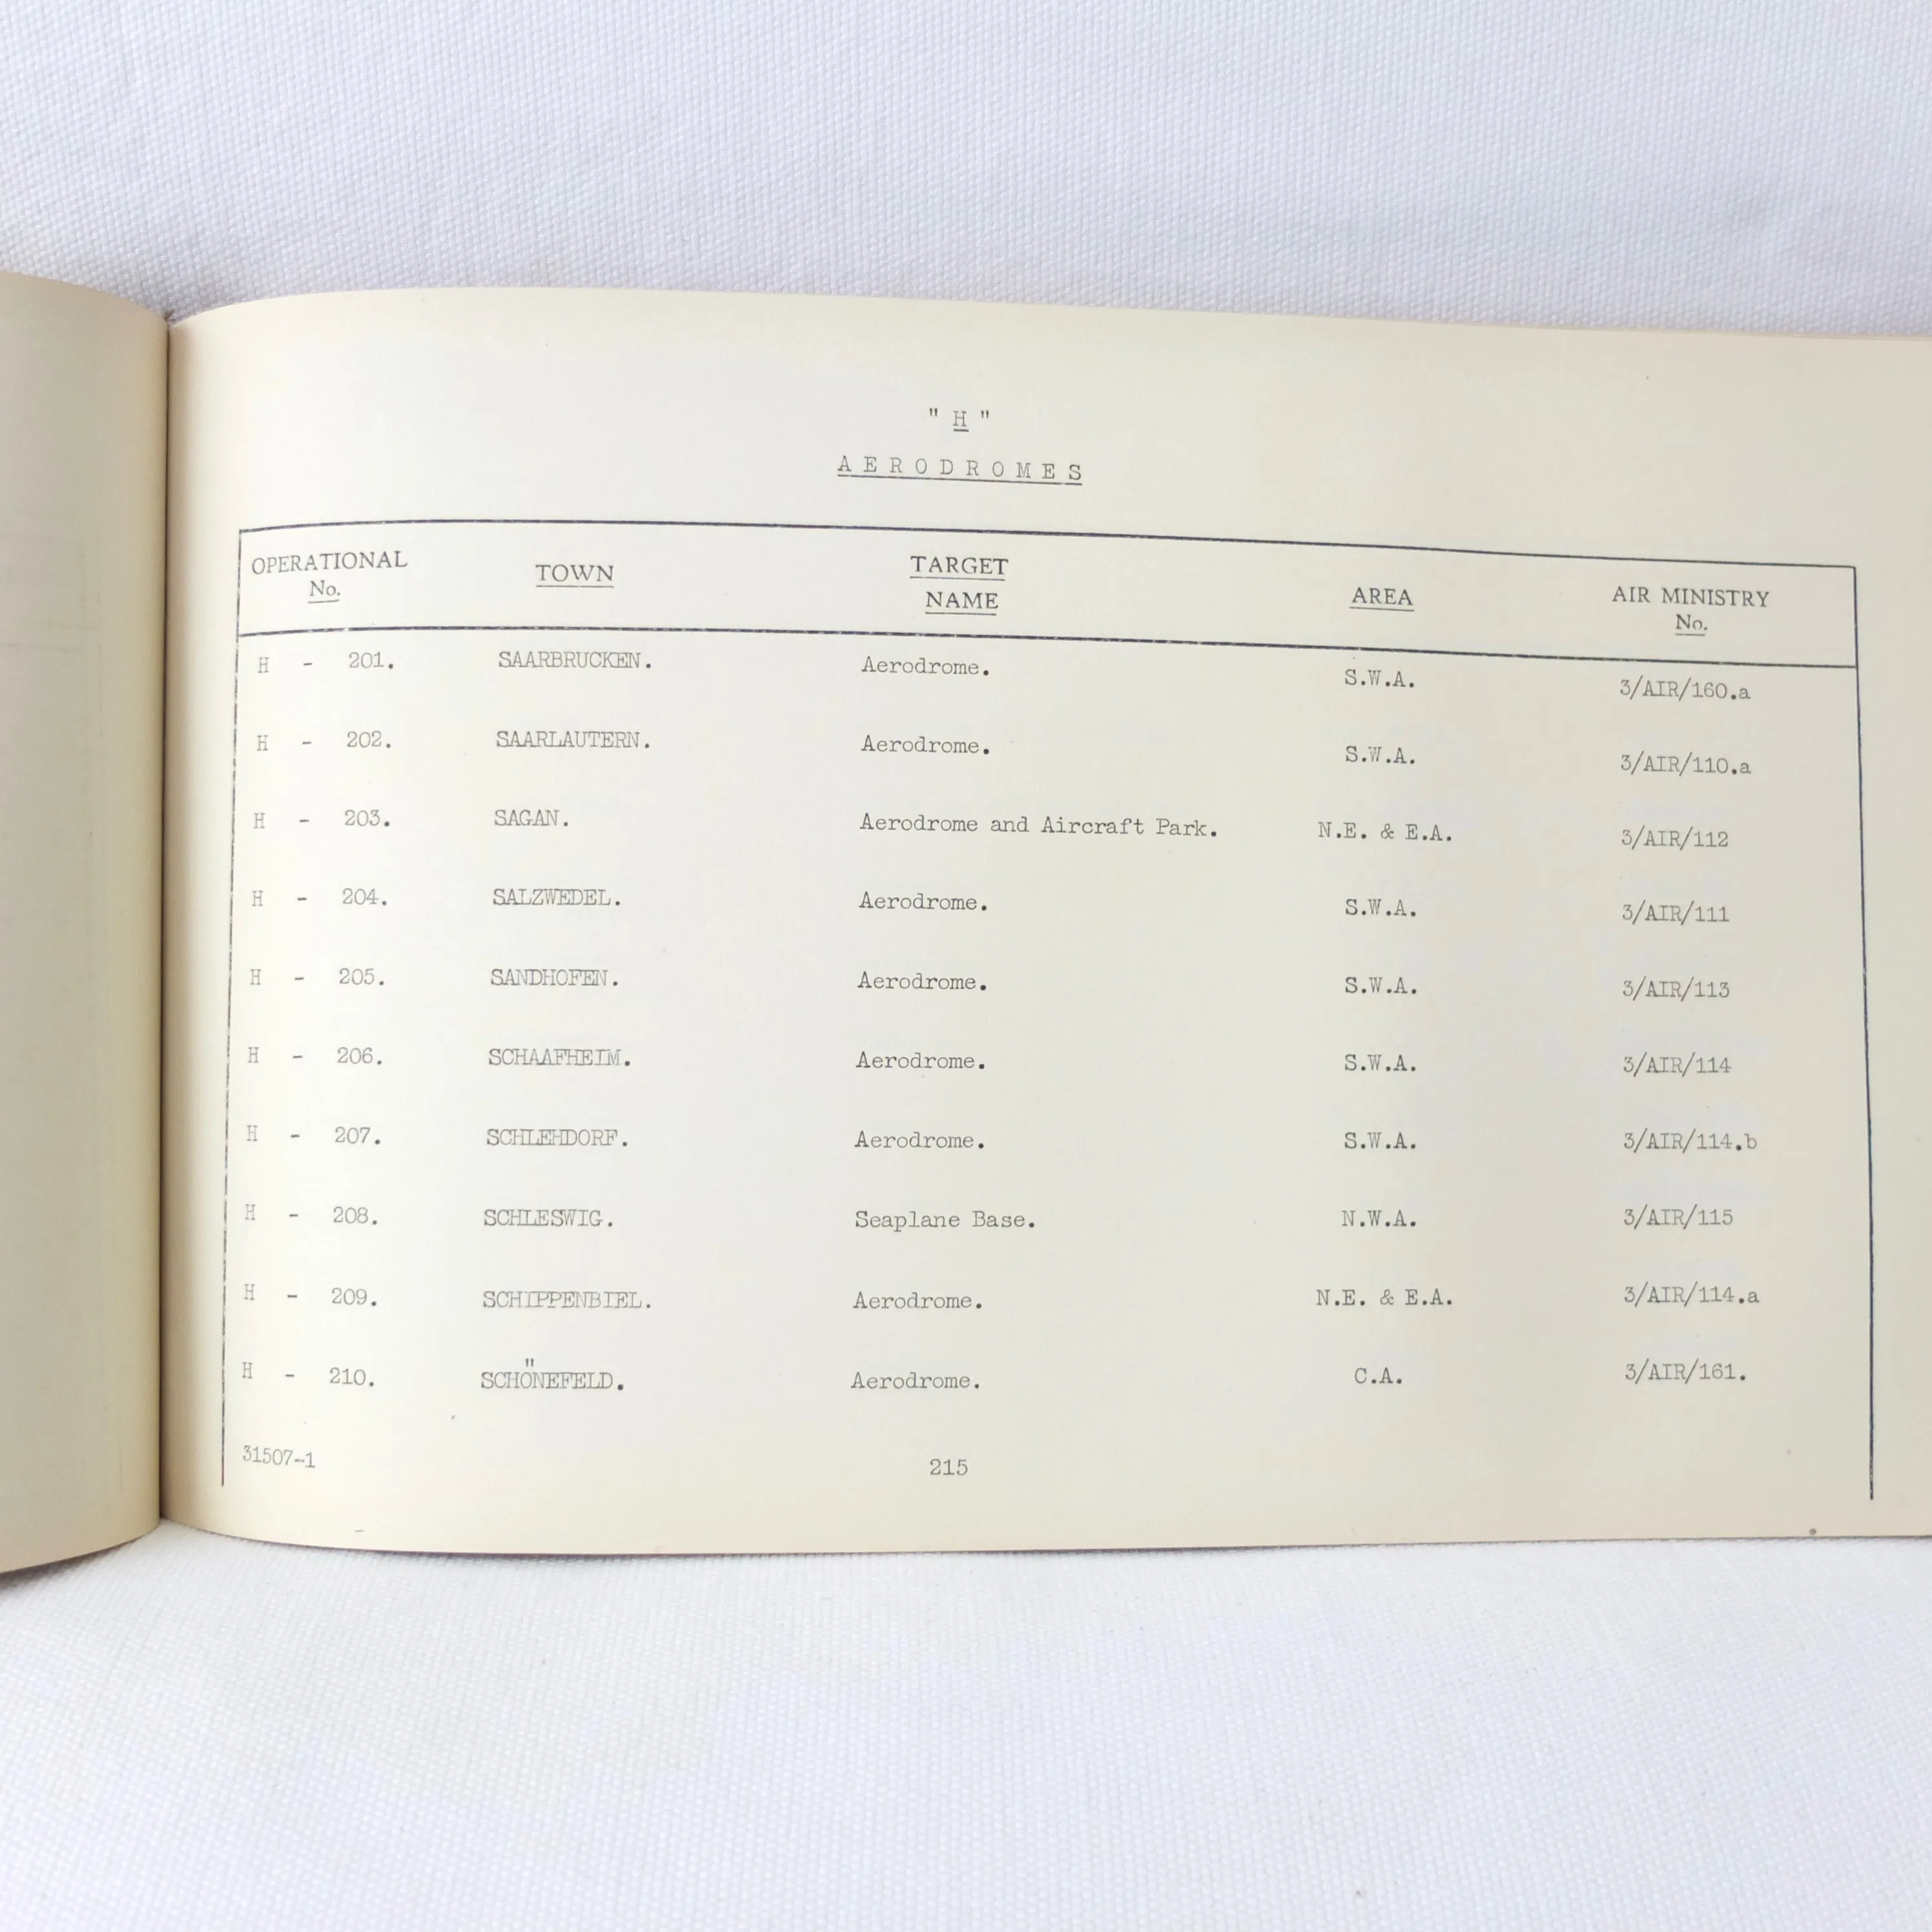 " H "
AERODROMES
OPERATIONAL No. TOWN TARGET NAME AREA AIR MINISTRY No.
H - 201. SAARBRUCKEN. Aerodrome. S.W.A. 3/AIR/160.a
H - 202. SAARLAUTERN. Aerodrome. S.W.A. 3/AIR/110.a
H - 203. SAGAN. Aerodrome and Aircraft Park. N.E. & E.A. 3/AIR/112
H - 204. SALZWEDEL. Aerodrome. S.W.A. 3/AIR/111
H - 205. SANDHOFEN. Aerodrome. S.W.A. 3/AIR/113
H - 206. SCHAAFHEIM. Aerodrome. S.W.A. 3/AIR/114
H - 207. SCHLEHDORF. Aerodrome. S.W.A. 3/AIR/114.b
H - 208. SCHLESWIG. Seaplane Base. N.W.A. 3/AIR/115
H - 209. SCHIPPENBIEL. Aerodrome. N.E. & E.A. 3/AIR/114.a
H - 210. SCHÖNEFELD. Aerodrome. C.A. 3/AIR/161.
31507-1 215